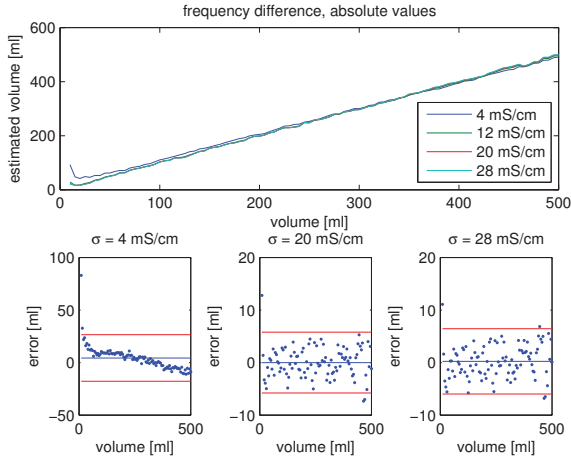 frequency difference, absolute values
estimated volume [ml]
600
400
200
0
0
100
200
300
400
500
volume [ml]
4 mS/cm
12 mS/cm
20 mS/cm
28 mS/cm
σ = 4 mS/cm
error [ml]
100
50
0
−50
0
500
volume [ml]
σ = 20 mS/cm
error [ml]
20
10
0
−10
0
500
volume [ml]
σ = 28 mS/cm
error [ml]
20
10
0
−10
0
500
volume [ml]